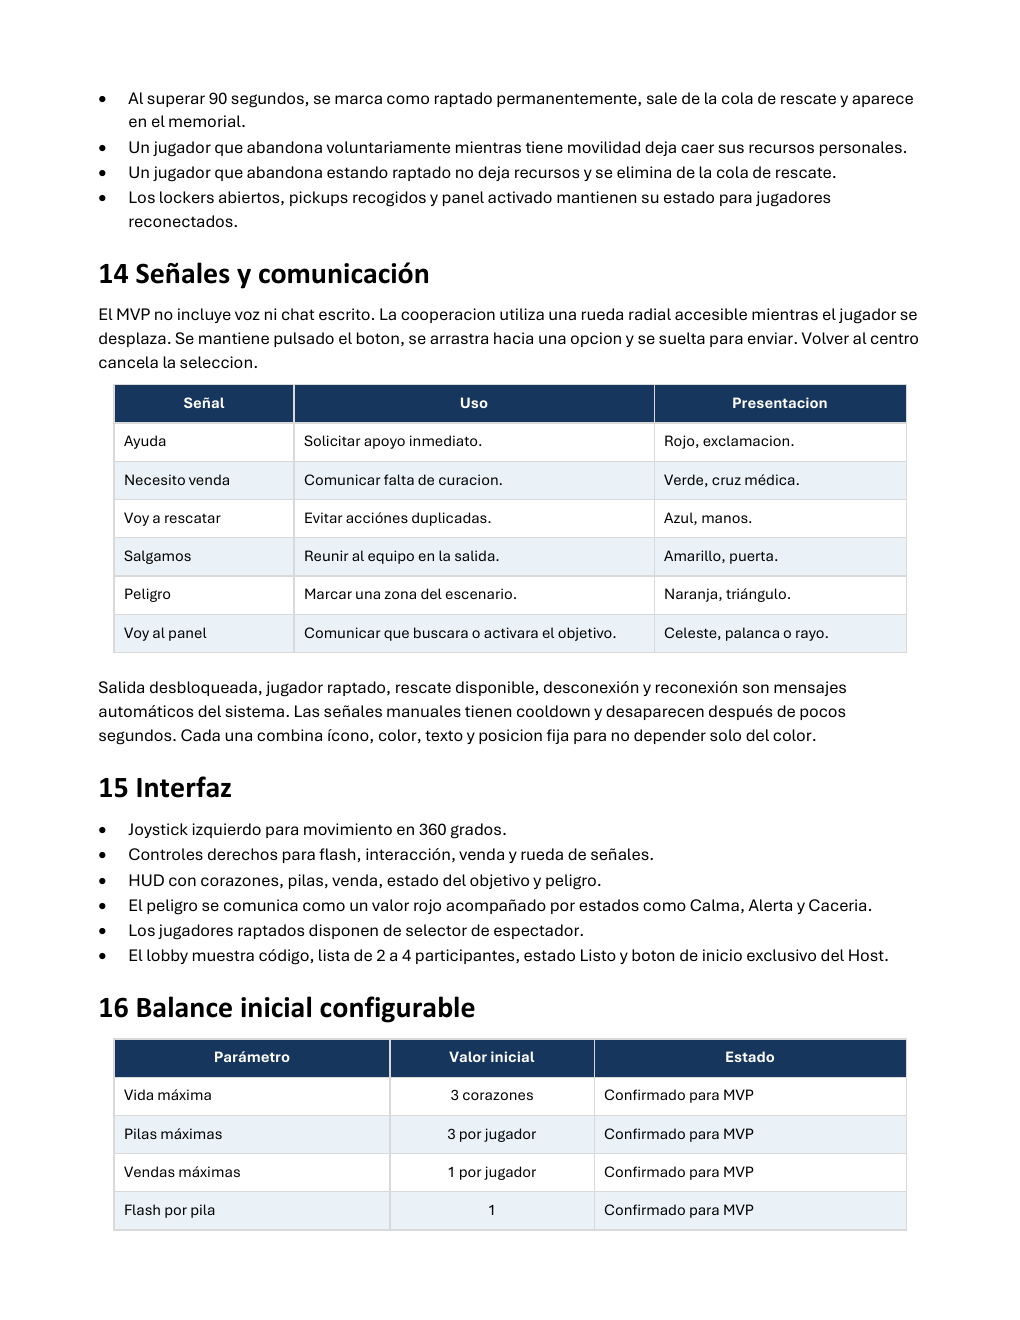 • Al superar 90 segundos, se marca como raptado permanentemente, sale de la cola de rescate y aparece
en el memorial.
• Un jugador que abandona voluntariamente mientras tiene movilidad deja caer sus recursos personales.
• Un jugador que abandona estando raptado no deja recursos y se elimina de la cola de rescate.
• Los lockers abiertos, pickups recogidos y panel activado mantienen su estado para jugadores
reconectados.
14 Señales y comunicación
El MVP no incluye voz ni chat escrito. La cooperacion utiliza una rueda radial accesible mientras el jugador se
desplaza. Se mantiene pulsado el boton, se arrastra hacia una opcion y se suelta para enviar. Volver al centro
cancela la seleccion.
Señal Uso Presentacion
Ayuda Solicitar apoyo inmediato. Rojo, exclamacion.
Necesito venda Comunicar falta de curacion. Verde, cruz médica.
Voy a rescatar Evitar acciónes duplicadas. Azul, manos.
Salgamos Reunir al equipo en la salida. Amarillo, puerta.
Peligro Marcar una zona del escenario. Naranja, triángulo.
Voy al panel Comunicar que buscara o activara el objetivo. Celeste, palanca o rayo.
Salida desbloqueada, jugador raptado, rescate disponible, desconexión y reconexión son mensajes
automáticos del sistema. Las señales manuales tienen cooldown y desaparecen después de pocos
segundos. Cada una combina ícono, color, texto y posicion fija para no depender solo del color.
15 Interfaz
• Joystick izquierdo para movimiento en 360 grados.
• Controles derechos para flash, interacción, venda y rueda de señales.
• HUD con corazones, pilas, venda, estado del objetivo y peligro.
• El peligro se comunica como un valor rojo acompañado por estados como Calma, Alerta y Caceria.
• Los jugadores raptados disponen de selector de espectador.
• El lobby muestra código, lista de 2 a 4 participantes, estado Listo y boton de inicio exclusivo del Host.
16 Balance inicial configurable
Parámetro Valor inicial Estado
Vida máxima 3 corazones Confirmado para MVP
Pilas máximas 3 por jugador Confirmado para MVP
Vendas máximas 1 por jugador Confirmado para MVP
Flash por pila 1 Confirmado para MVP